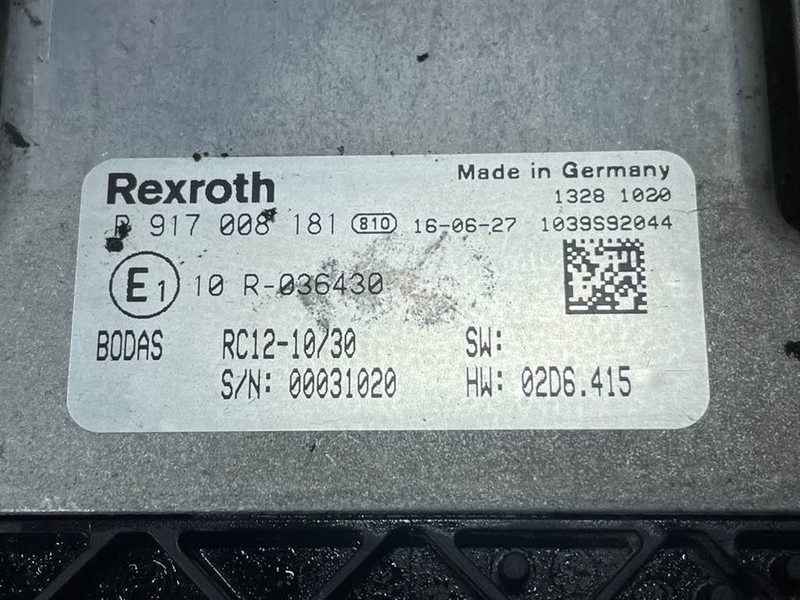 Rexroth
Made in Germany
1328 1020
R 917 008 181 810 16-06-27 1039S92044
E1 10 R-036430
BODAS RC12-10/30 SW:
S/N: 00031020 HW: 02D6.415